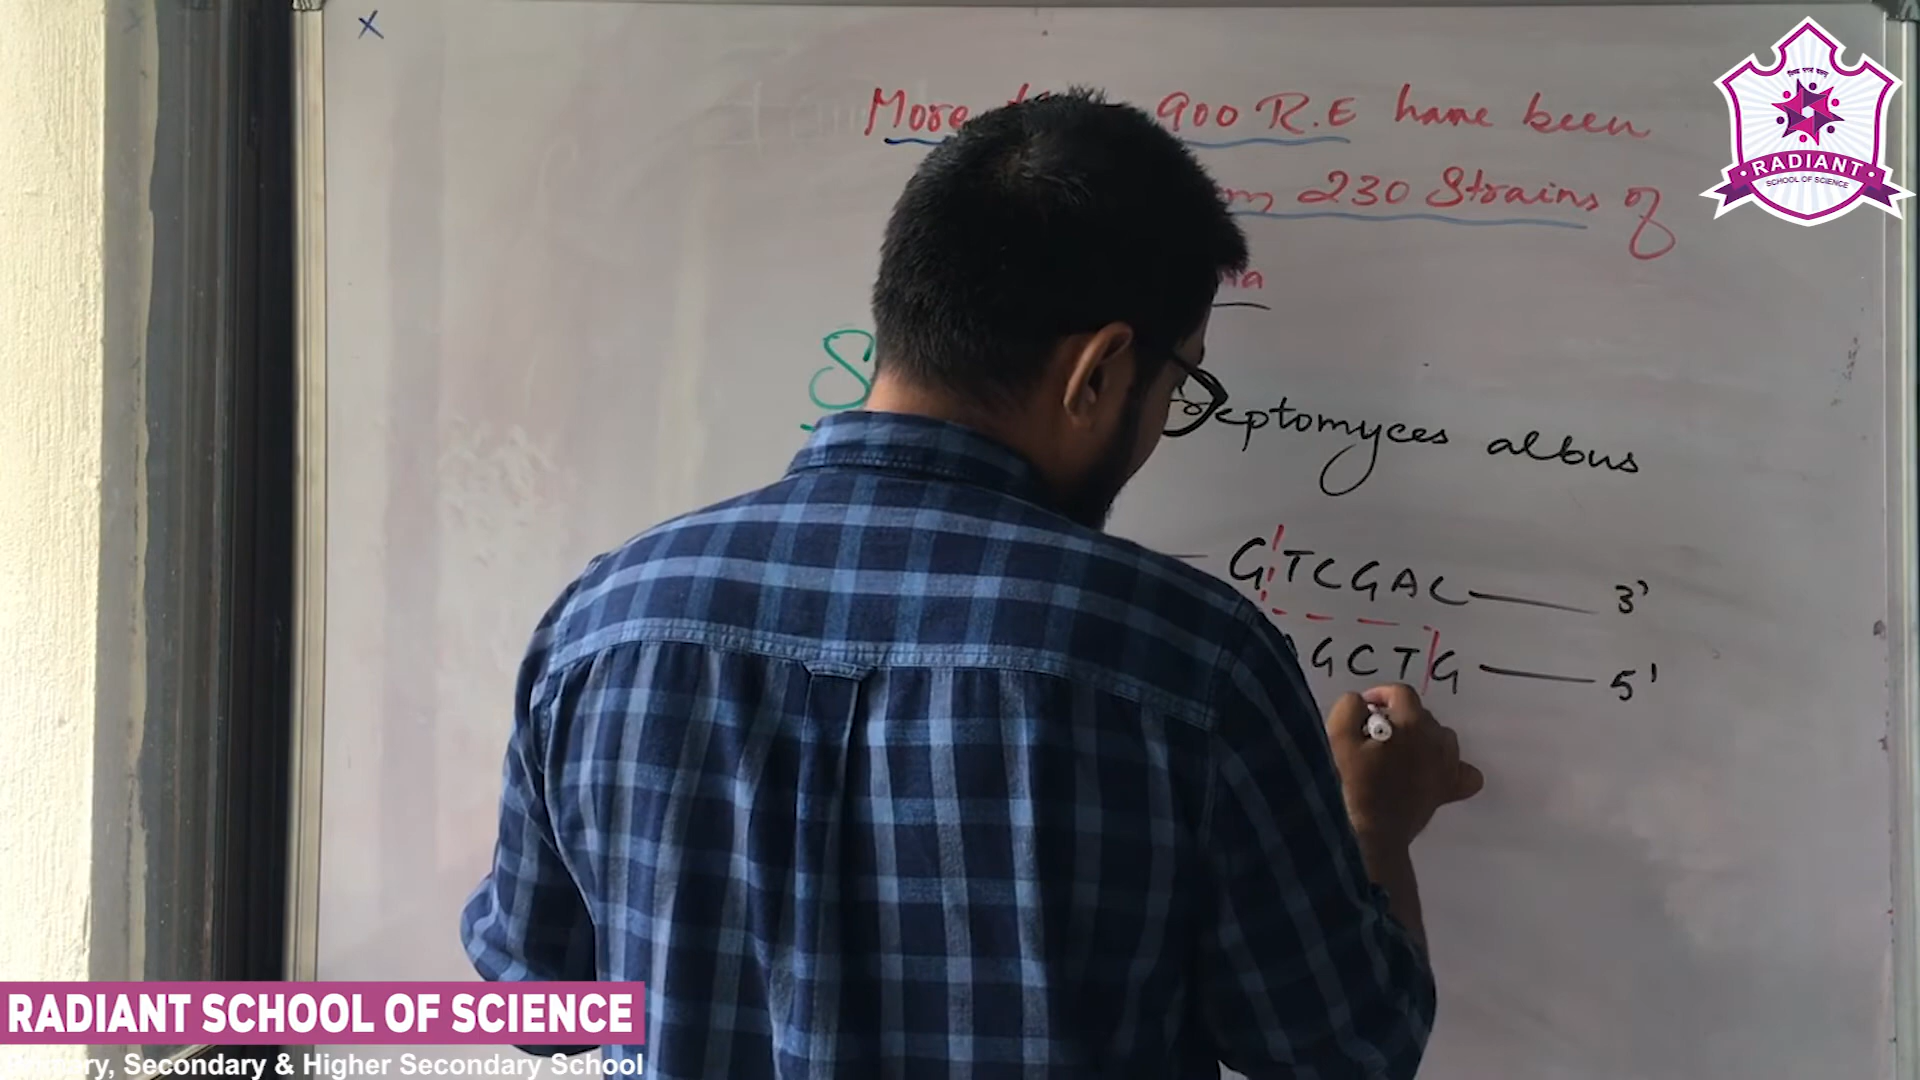 X
More 900 R.E have been
230 Strains of
S
eptomyces albus
G TCGAC 3'
GCT G 5'
RADIANT
SCHOOL OF SCIENCE
RADIANT SCHOOL OF SCIENCE
Secondary & Higher Secondary School